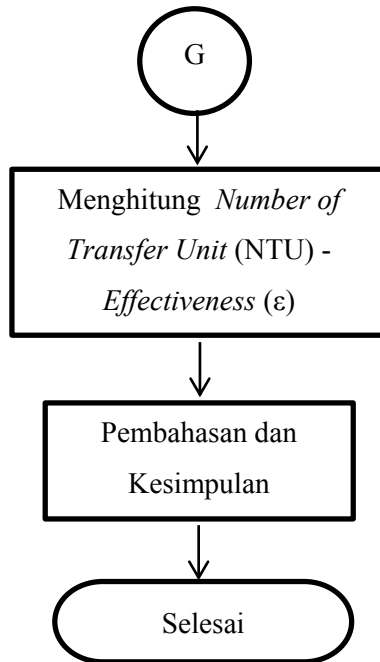 G
Menghitung Number of
Transfer Unit (NTU) -
Effectiveness (ε)
Pembahasan dan
Kesimpulan
Selesai